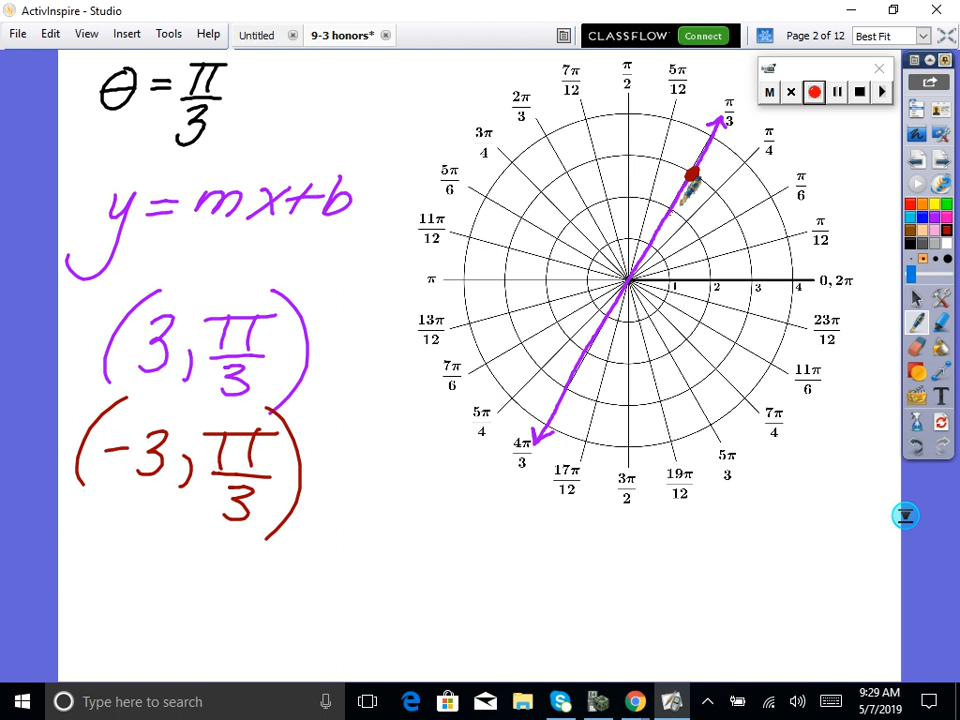 ActivInspire - Studio
File Edit View Insert Tools Help Untitled 9-3 honors* CLASSFLOW™ Connect Page 2 of 12 Best Fit
M
θ = π/3
y = mx+b
(3, π/3)
(-3, π/3)
π/2
7π/12 5π/12
2π/3 π/3
3π/4 π/4
5π/6 π/6
11π/12 π/12
π 1 2 3 4 0, 2π
13π/12 23π/12
7π/6 11π/6
5π/4 7π/4
4π/3 5π/3
17π/12 19π/12
3π/2
T
Type here to search
9:29 AM
5/7/2019